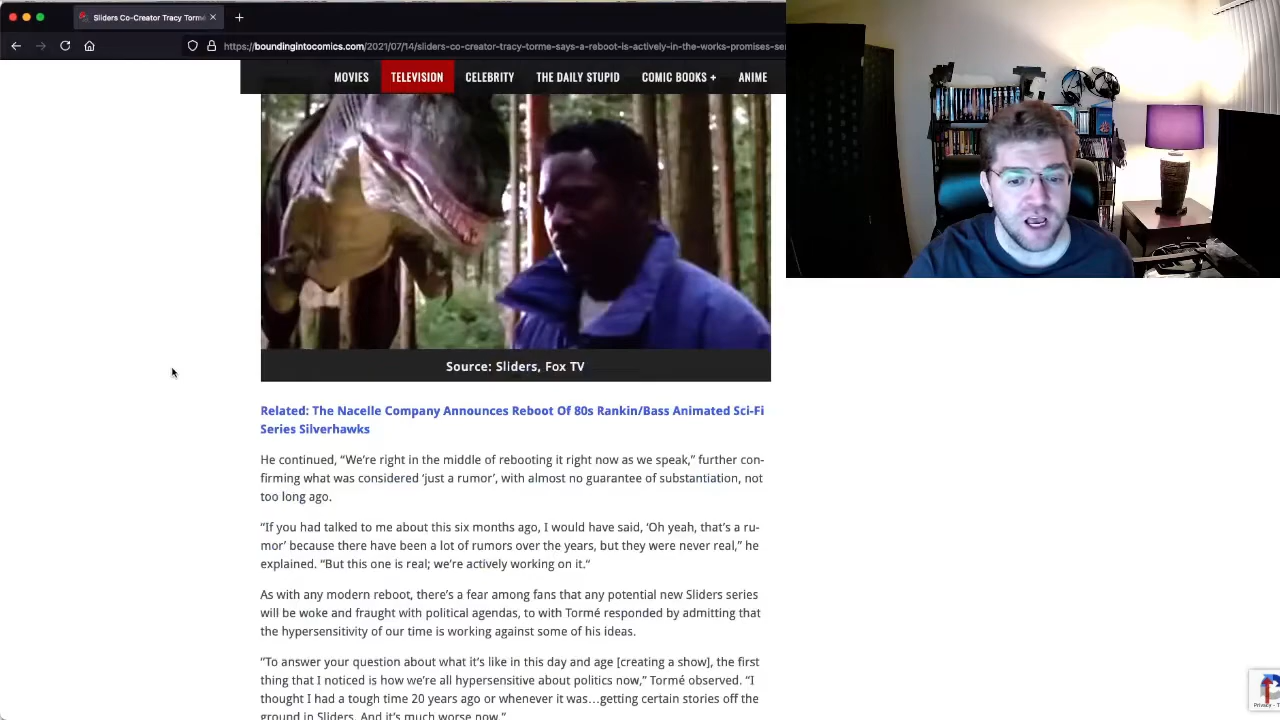 Sliders Co-Creator Tracy Tormé
https://boundingintocomics.com/2021/07/14/sliders-co-creator-tracy-torme-says-a-reboot-is-actively-in-the-works-promises-se
MOVIES TELEVISION CELEBRITY THE DAILY STUPID COMIC BOOKS + ANIME
Source: Sliders, Fox TV
Related: The Nacelle Company Announces Reboot Of 80s Rankin/Bass Animated Sci-Fi
Series Silverhawks
He continued, “We’re right in the middle of rebooting it right now as we speak,” further con-
firming what was considered ‘just a rumor’, with almost no guarantee of substantiation, not
too long ago.
“If you had talked to me about this six months ago, I would have said, ‘Oh yeah, that’s a ru-
mor’ because there have been a lot of rumors over the years, but they were never real,” he
explained. “But this one is real; we’re actively working on it.“
As with any modern reboot, there’s a fear among fans that any potential new Sliders series
will be woke and fraught with political agendas, to with Tormé responded by admitting that
the hypersensitivity of our time is working against some of his ideas.
“To answer your question about what it’s like in this day and age [creating a show], the first
thing that I noticed is how we’re all hypersensitive about politics now,” Tormé observed. “I
thought I had a tough time 20 years ago or whenever it was…getting certain stories off the
ground in Sliders. And it’s much worse now.”
Privacy - T